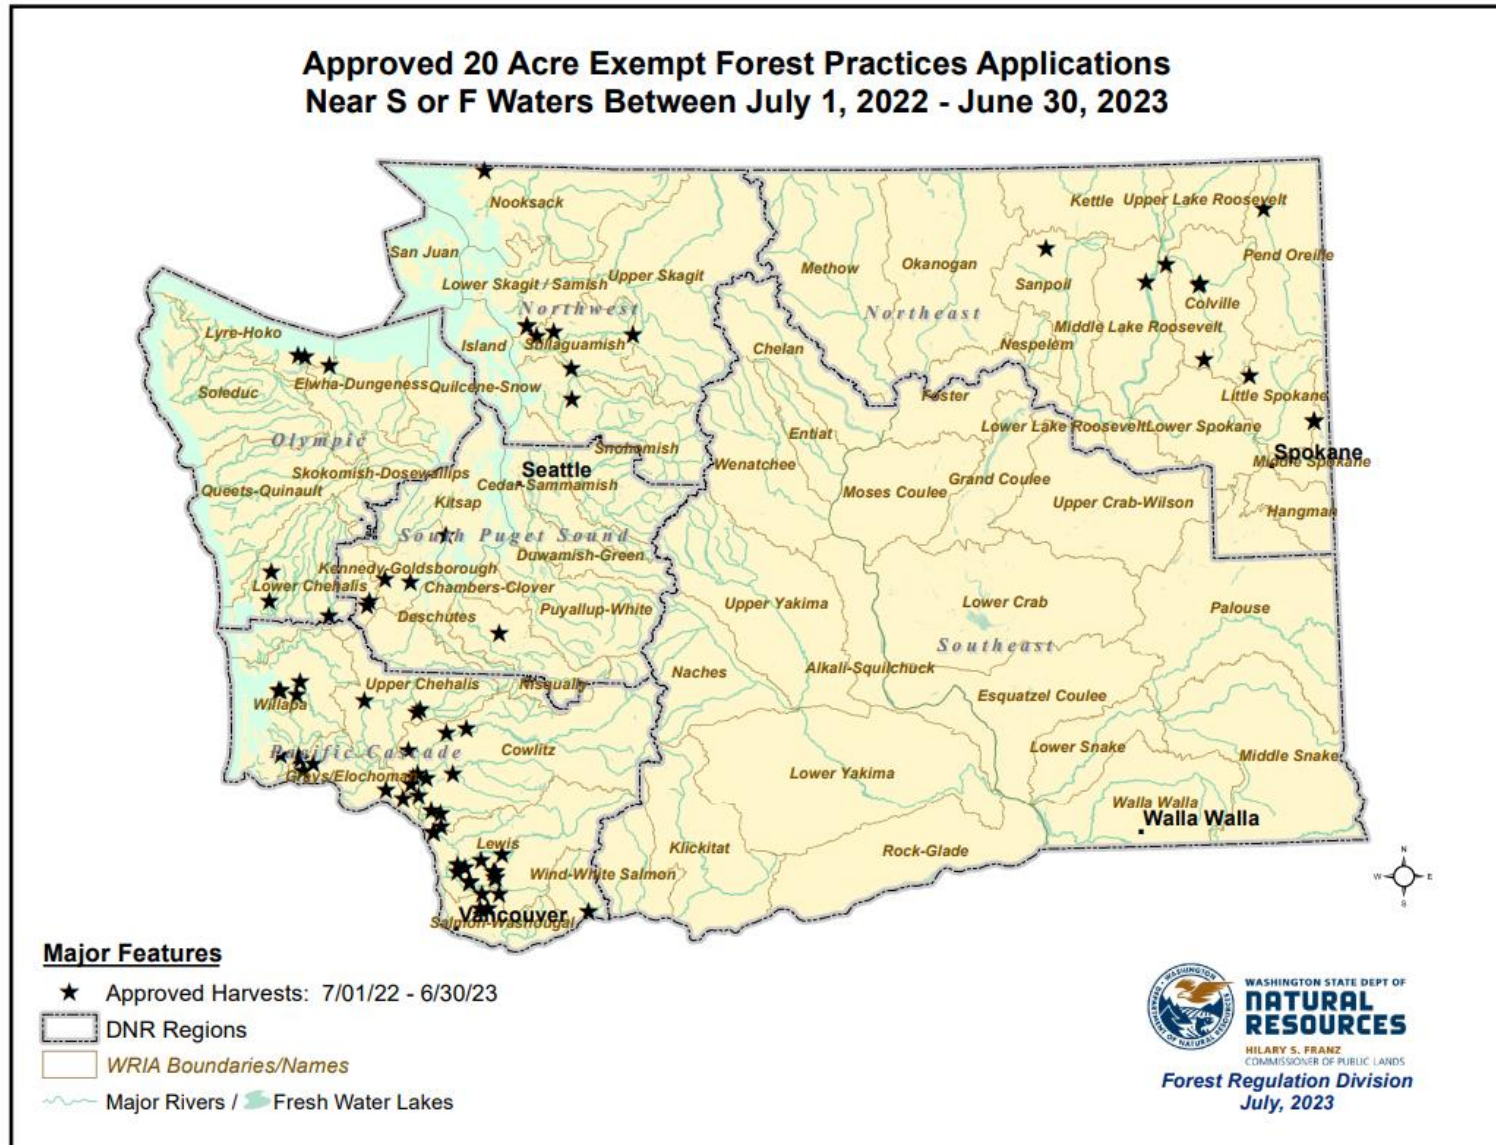 Approved 20 Acre Exempt Forest Practices Applications
Near S or F Waters Between July 1, 2022 - June 30, 2023
Nooksack
Kettle
Upper Lake Roosevelt
San Juan
Pend Oreille
Methow
Okanogan
Upper Skagit
Lower Skagit / Samish
Sanpoil
Northwest
Northeast
Colville
Lyre-Hoko
Middle Lake Roosevelt
Island
Stillaguamish
Nespelem
Chelan
Elwha-Dungeness
Quilcene-Snow
Soleduc
Foster
Little Spokane
Lower Lake Roosevelt
Lower Spokane
Entiat
Olympic
Snohomish
Spokane
Middle Spokane
Wenatchee
Seattle
Skokomish-Dosewallips
Cedar-Sammamish
Grand Coulee
Queets-Quinault
Moses Coulee
Kitsap
Upper Crab-Wilson
Hangman
South Puget Sound
Duwamish-Green
Kennedy-Goldsborough
Lower Chehalis
Chambers-Clover
Upper Yakima
Lower Crab
Palouse
Puyallup-White
Deschutes
Southeast
Naches
Alkali-Squilchuck
Upper Chehalis
Nisqually
Esquatzel Coulee
Willapa
Pacific Cascade
Cowlitz
Lower Snake
Middle Snake
Grays/Elochoman
Lower Yakima
Walla Walla
Walla Walla
Lewis
Klickitat
Rock-Glade
Wind-White Salmon
Vancouver
Salmon-Washougal
N
W
E
S
Major Features
Approved Harvests: 7/01/22 - 6/30/23
DNR Regions
WRIA Boundaries/Names
Major Rivers / Fresh Water Lakes
WASHINGTON
DEPARTMENT OF NATURAL RESOURCES
WASHINGTON STATE DEPT OF
NATURAL
RESOURCES
HILARY S. FRANZ
COMMISSIONER OF PUBLIC LANDS
Forest Regulation Division
July, 2023